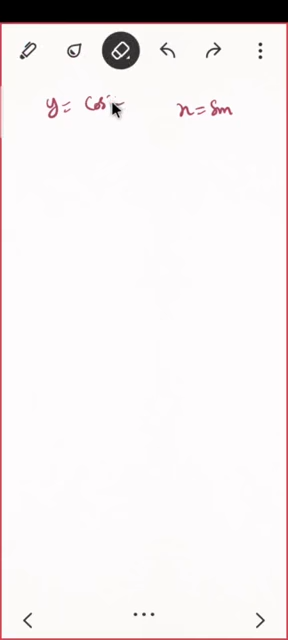 y = cos x = sin